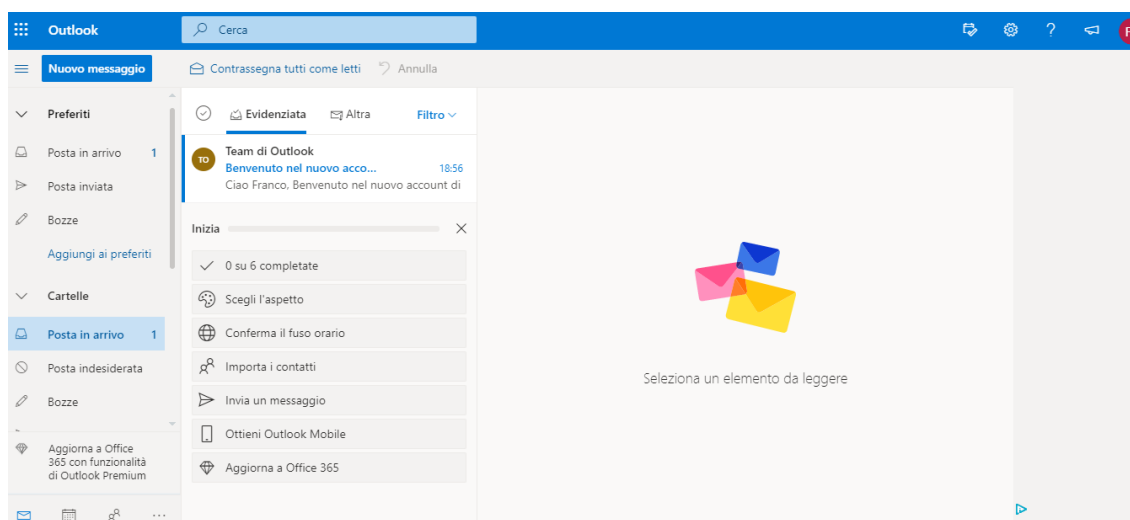 Outlook
Cerca
Nuovo messaggio
Contrassegna tutti come letti
Annulla
Preferiti
Posta in arrivo 1
Posta inviata
Bozze
Aggiungi ai preferiti
Cartelle
Posta in arrivo 1
Posta indesiderata
Bozze
Aggiorna a Office
365 con funzionalità
di Outlook Premium
Evidenziata
Altra
Filtro
TO
Team di Outlook
Benvenuto nel nuovo acco... 18:56
Ciao Franco, Benvenuto nel nuovo account di
Inizia
0 su 6 completate
Scegli l'aspetto
Conferma il fuso orario
Importa i contatti
Invia un messaggio
Ottieni Outlook Mobile
Aggiorna a Office 365
Seleziona un elemento da leggere